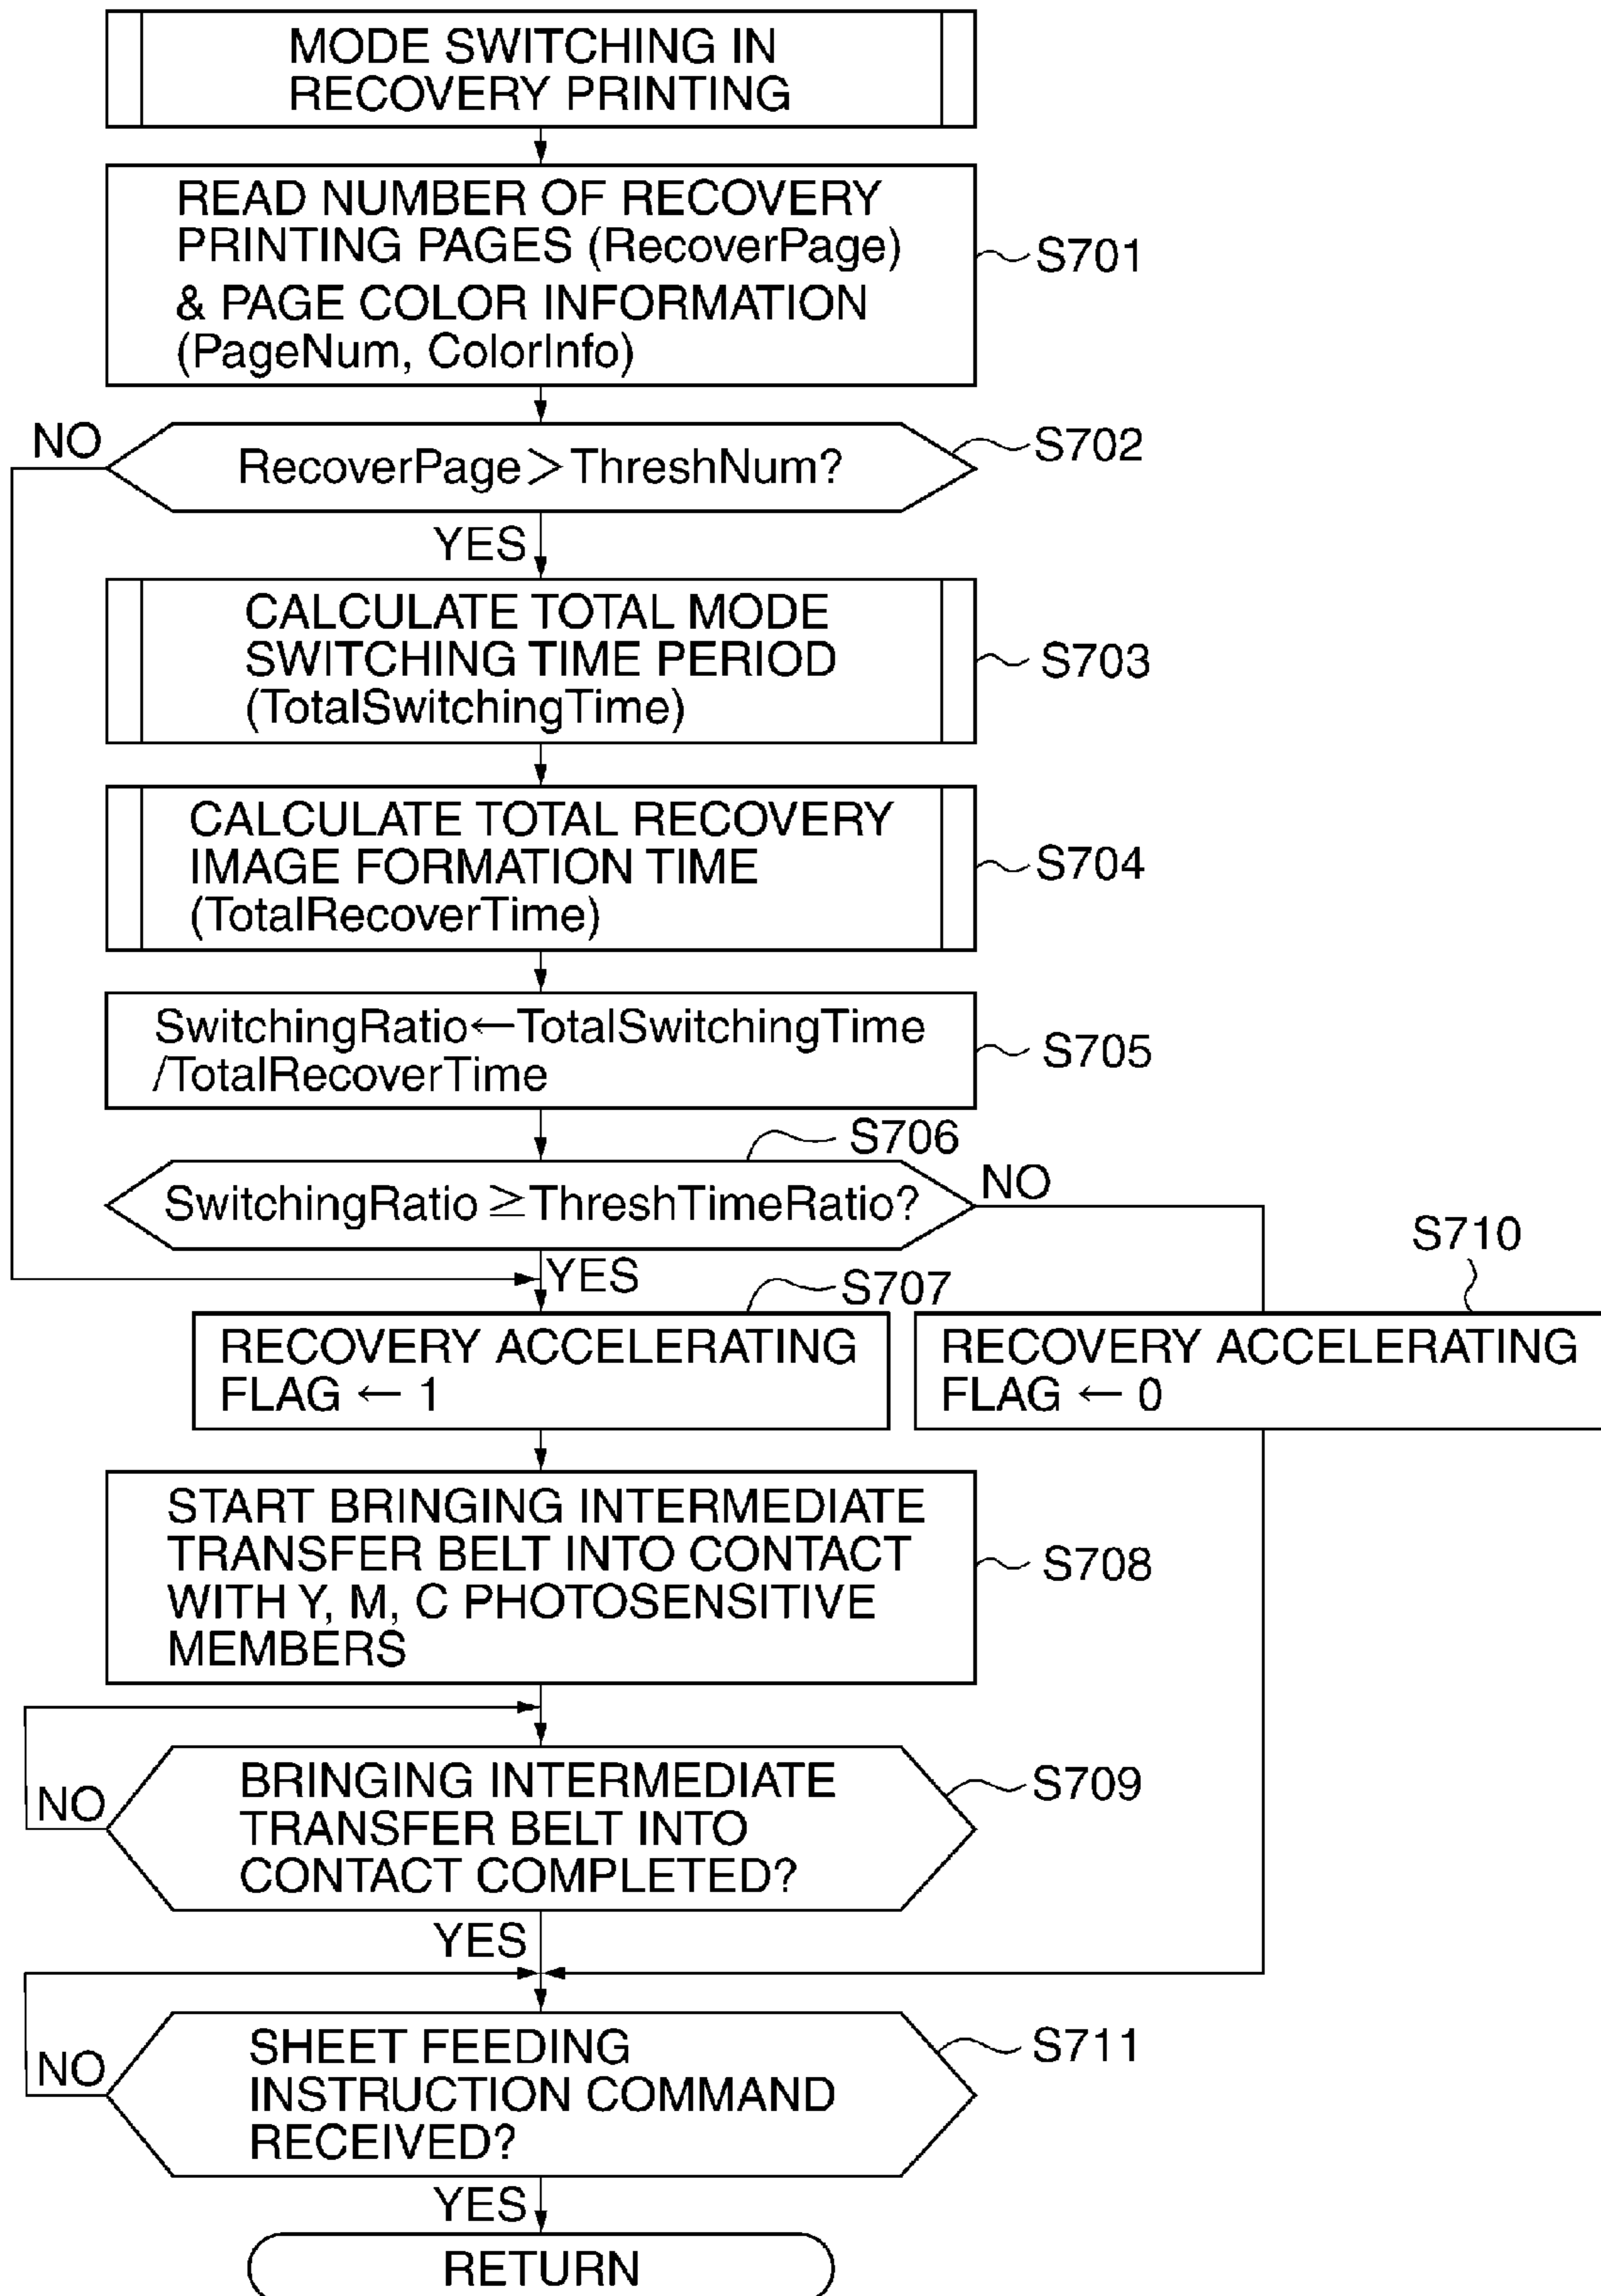 MODE SWITCHING IN
RECOVERY PRINTING
READ NUMBER OF RECOVERY
PRINTING PAGES (RecoverPage)
& PAGE COLOR INFORMATION
(PageNum, ColorInfo)
S701
NO
RecoverPage>ThreshNum?
S702
YES
CALCULATE TOTAL MODE
SWITCHING TIME PERIOD
(TotalSwitchingTime)
S703
CALCULATE TOTAL RECOVERY
IMAGE FORMATION TIME
(TotalRecoverTime)
S704
SwitchingRatio←TotalSwitchingTime
/TotalRecoverTime
S705
S706
SwitchingRatio ≥ThreshTimeRatio?
NO
YES
S707
S710
RECOVERY ACCELERATING
FLAG ← 1
RECOVERY ACCELERATING
FLAG ← 0
START BRINGING INTERMEDIATE
TRANSFER BELT INTO CONTACT
WITH Y, M, C PHOTOSENSITIVE
MEMBERS
S708
BRINGING INTERMEDIATE
TRANSFER BELT INTO
CONTACT COMPLETED?
S709
NO
YES
SHEET FEEDING
INSTRUCTION COMMAND
RECEIVED?
S711
NO
YES
RETURN